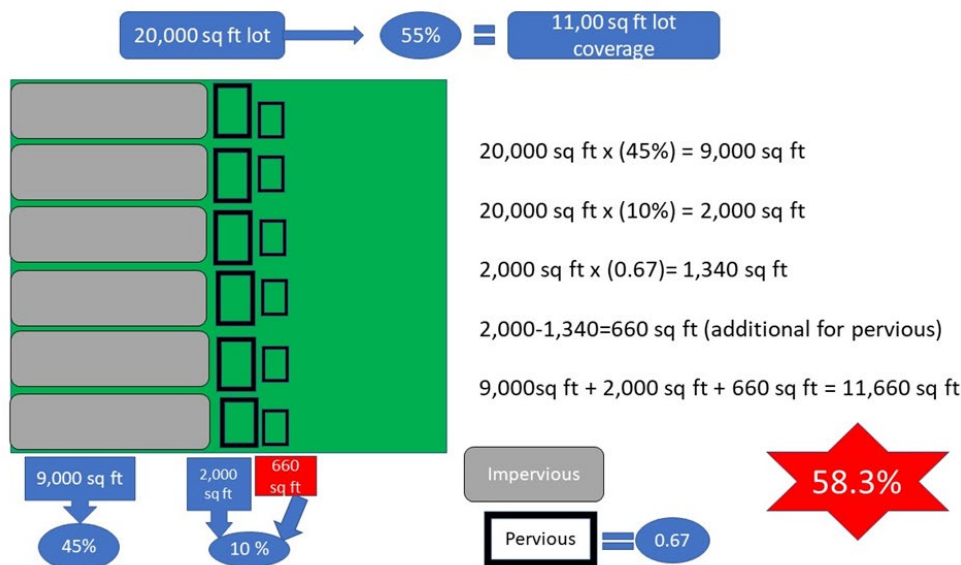 20,000 sq ft lot
55%
11,00 sq ft lot
coverage
20,000 sq ft x (45%) = 9,000 sq ft
20,000 sq ft x (10%) = 2,000 sq ft
2,000 sq ft x (0.67)= 1,340 sq ft
2,000-1,340=660 sq ft (additional for pervious)
9,000sq ft + 2,000 sq ft + 660 sq ft = 11,660 sq ft
9,000 sq ft
2,000
sq ft
660
sq ft
45%
10 %
Impervious
Pervious
0.67
58.3%